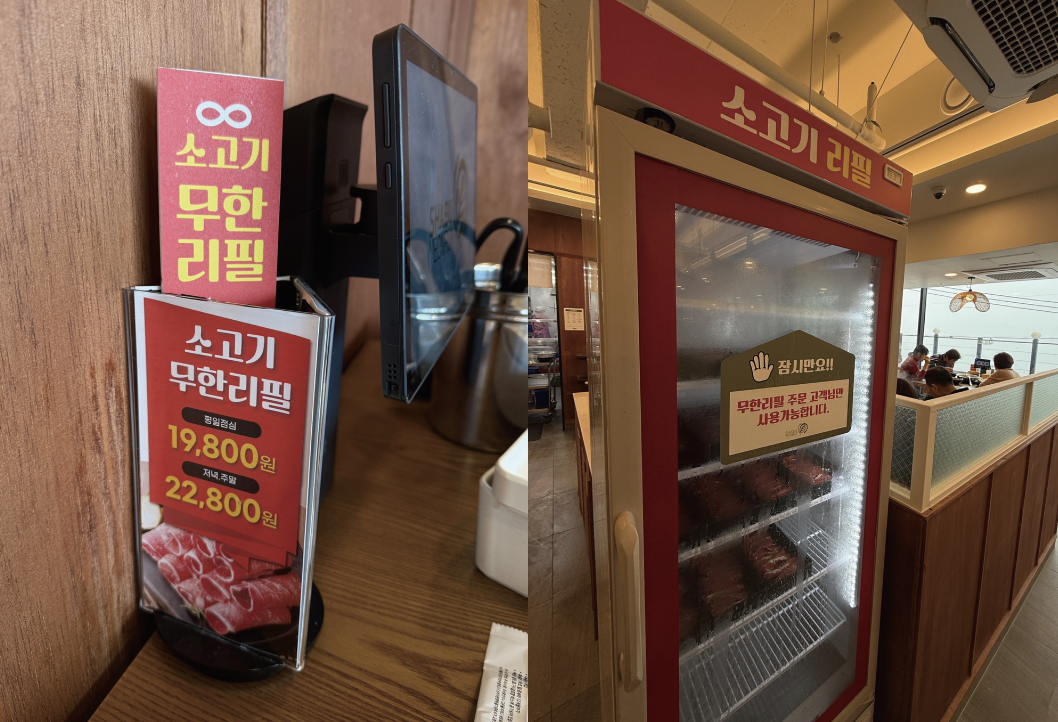 소고기
무한
리필
소고기
무한리필
평일점심
19,800원
저녁,주말
22,800원
소고기 리필
잠시만요!!
무한리필 주문 고객님만
사용가능합니다.